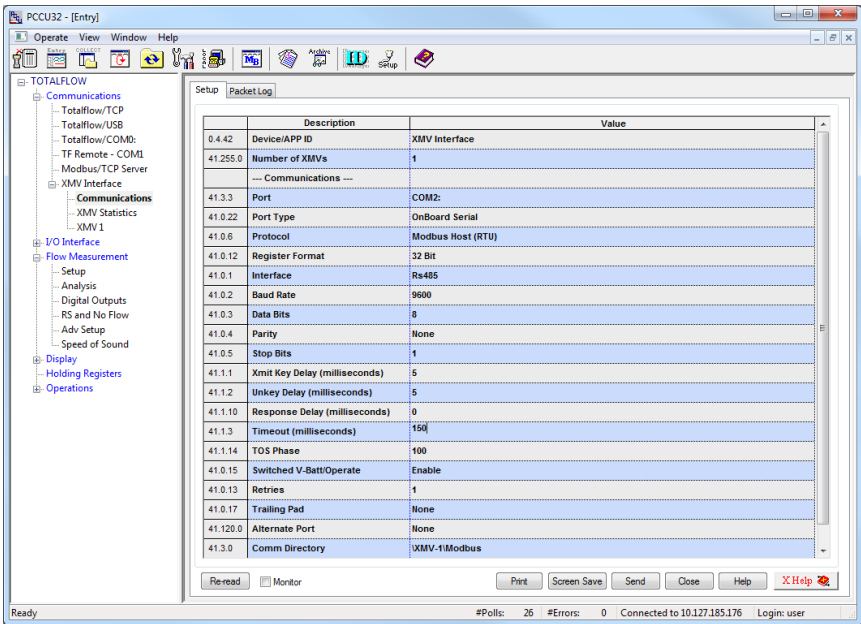 PCCU32 - [Entry]
Operate View Window Help
Entry COLLECT MB Archive ID Setup
TOTALFLOW
Communications
Totalflow/TCP
Totalflow/USB
Totalflow/COM0:
TF Remote - COM1
Modbus/TCP Server
XMV Interface
Communications
XMV Statistics
XMV 1
I/O Interface
Flow Measurement
Setup
Analysis
Digital Outputs
RS and No Flow
Adv Setup
Speed of Sound
Display
Holding Registers
Operations
Setup Packet Log
Description Value
0.4.42 Device/APP ID XMV Interface
41.255.0 Number of XMVs 1
--- Communications ---
41.3.3 Port COM2:
41.0.22 Port Type OnBoard Serial
41.0.6 Protocol Modbus Host (RTU)
41.0.12 Register Format 32 Bit
41.0.1 Interface Rs485
41.0.2 Baud Rate 9600
41.0.3 Data Bits 8
41.0.4 Parity None
41.0.5 Stop Bits 1
41.1.1 Xmit Key Delay (milliseconds) 5
41.1.2 Unkey Delay (milliseconds) 5
41.1.10 Response Delay (milliseconds) 0
41.1.3 Timeout (milliseconds) 150
41.1.14 TOS Phase 100
41.0.15 Switched V-Batt/Operate Enable
41.0.13 Retries 1
41.0.17 Trailing Pad None
41.120.0 Alternate Port None
41.3.0 Comm Directory \XMV-1\Modbus
Re-read Monitor Print Screen Save Send Close Help X Help
Ready #Polls: 26 #Errors: 0 Connected to 10.127.185.176 Login: user